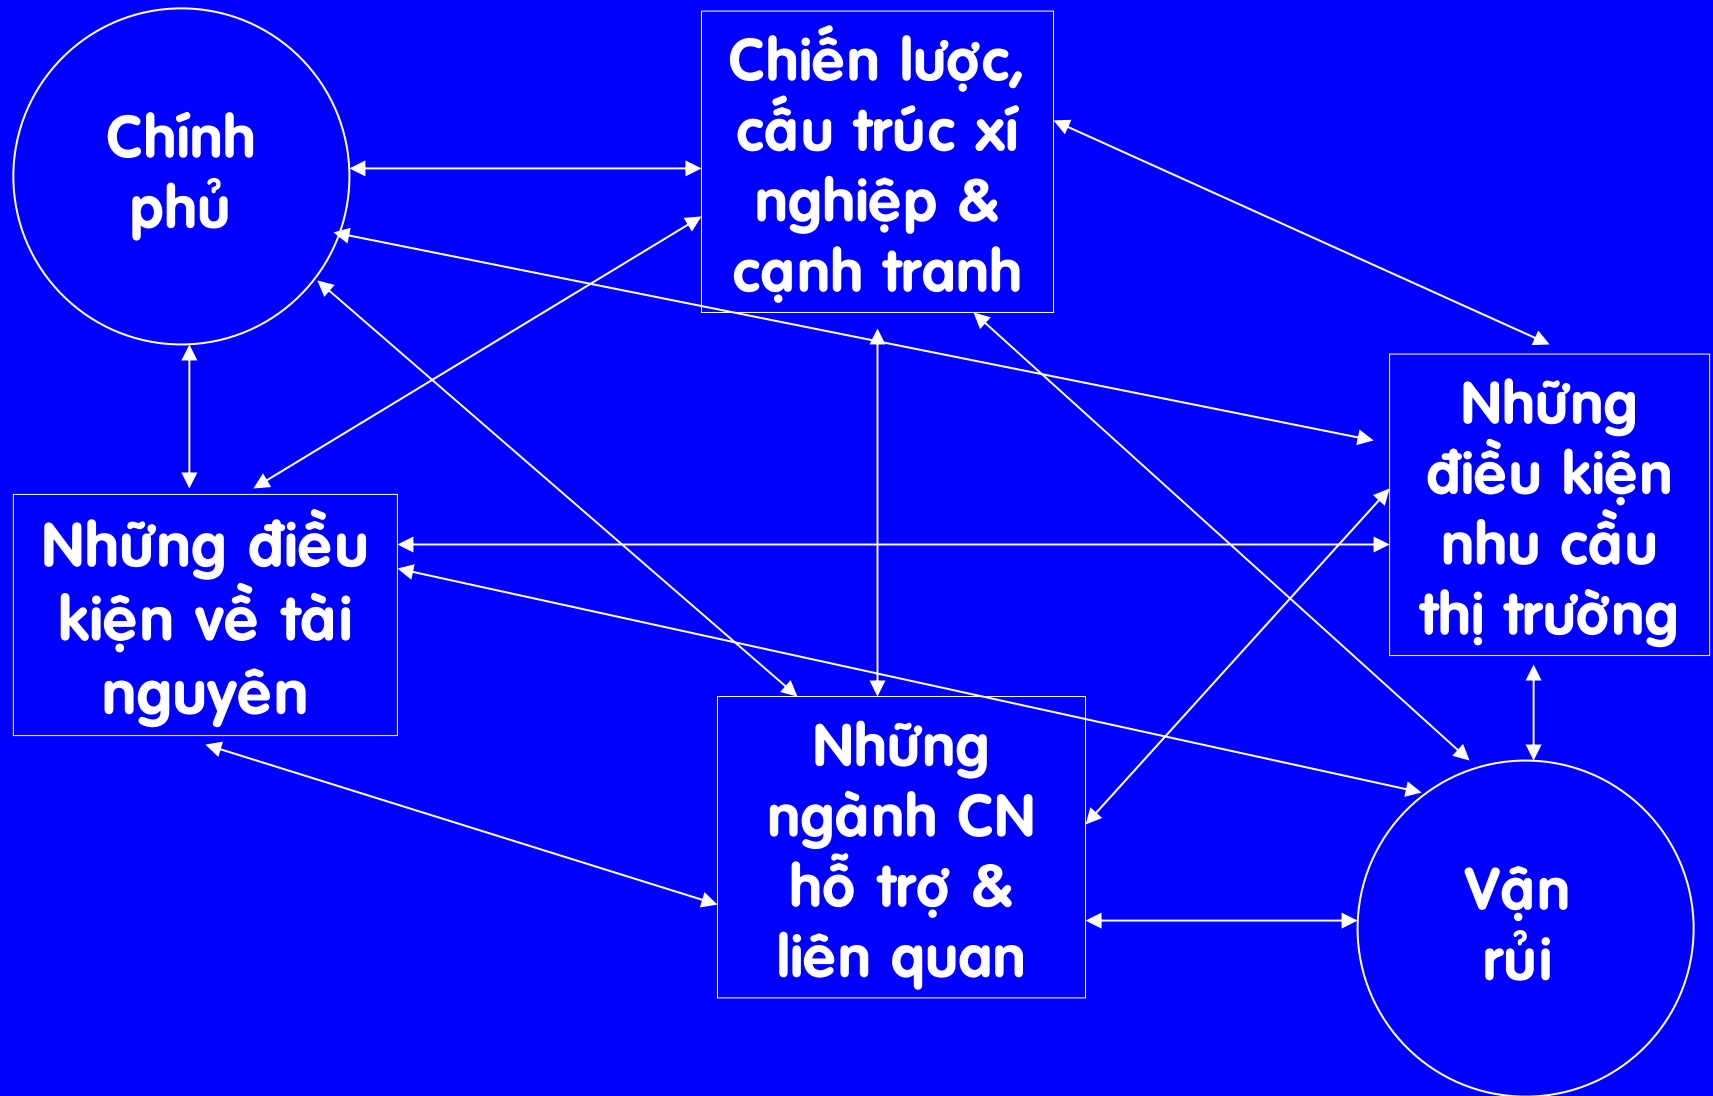 Chính
phủ
Chiến lược,
cấu trúc xí
nghiệp &
cạnh tranh
Những
điều kiện
nhu cầu
thị trường
Những điều
kiện về tài
nguyên
Những
ngành CN
hỗ trợ &
liên quan
Vận
rủi